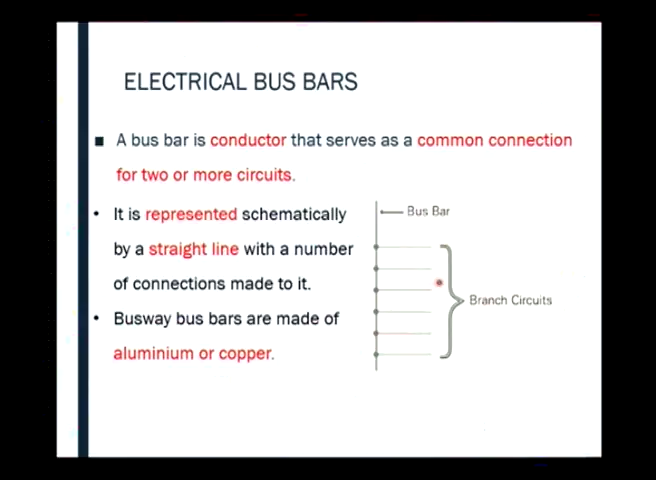 ELECTRICAL BUS BARS
A bus bar is conductor that serves as a common connection
for two or more circuits.
• It is represented schematically
by a straight line with a number
of connections made to it.
• Busway bus bars are made of
aluminium or copper.
Bus Bar
Branch Circuits